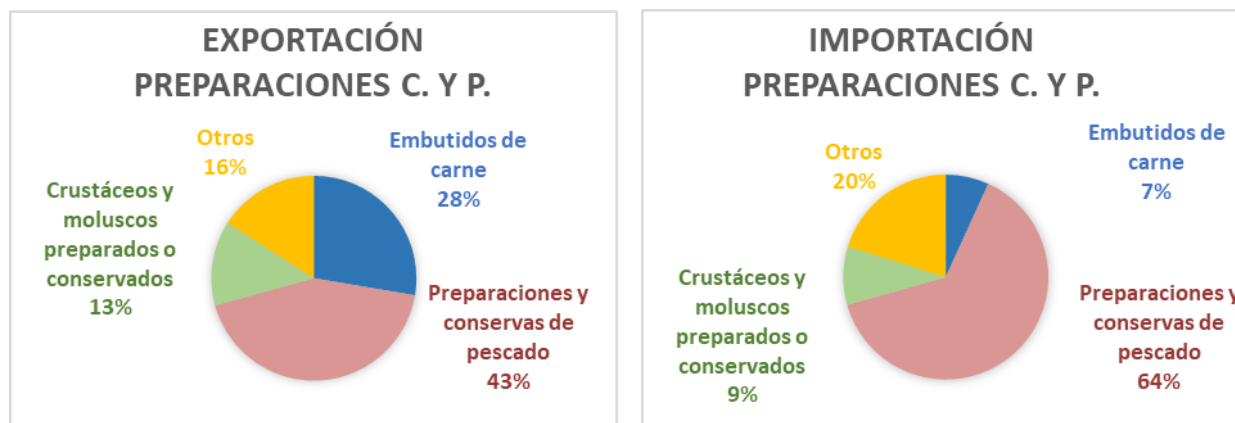 EXPORTACIÓN
PREPARACIONES C. Y P.
Otros
16%
Embutidos de
carne
28%
Crustáceos y
moluscos
preparados o
conservados
13%
Preparaciones y
conservas de
pescado
43%
IMPORTACIÓN
PREPARACIONES C. Y P.
Otros
20%
Embutidos de
carne
7%
Crustáceos y
moluscos
preparados o
conservados
9%
Preparaciones y
conservas de
pescado
64%